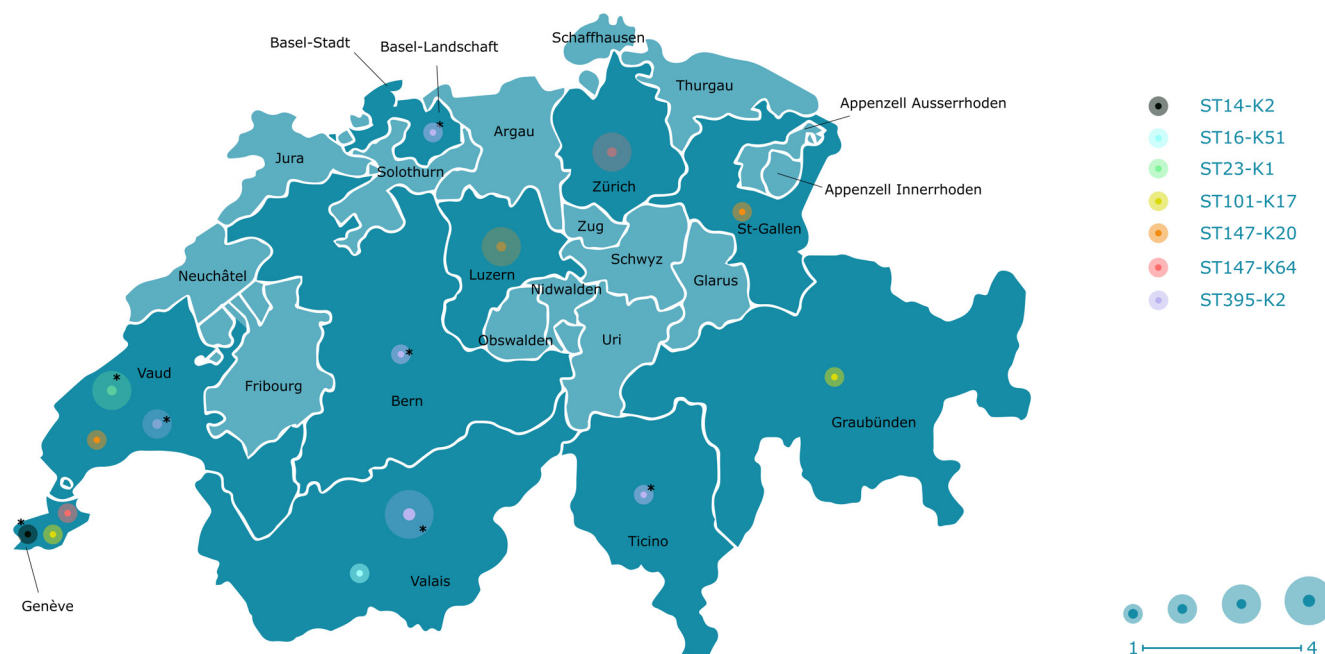 Schaffhausen
Basel-Stadt
Basel-Landschaft
Thurgau
Appenzell Ausserrhoden
*
Argau
Jura
Solothurn
Zürich
Appenzell Innerrhoden
Zug
St-Gallen
Schwyz
Neuchâtel
Luzern
Nidwalden
Glarus
Obswalden
Uri
*
Vaud
*
Fribourg
Bern
*
Graubünden
*
*
*
Ticino
Valais
Genève
ST14-K2
ST16-K51
ST23-K1
ST101-K17
ST147-K20
ST147-K64
ST395-K2
1 4